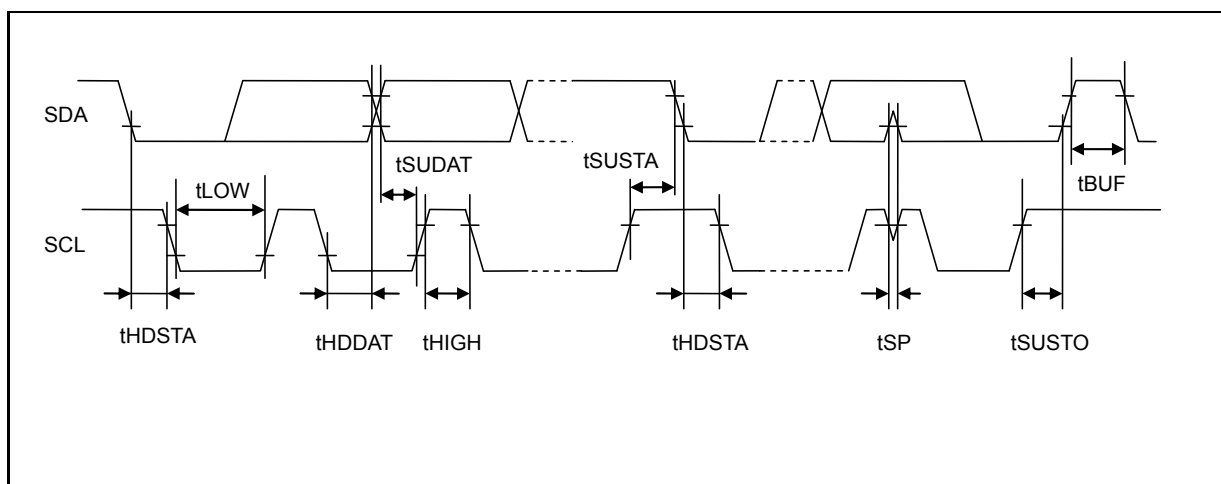 SDA
tSUDAT
tSUSTA
tLOW
tBUF
SCL
tHDSTA
tHDDAT
tHIGH
tHDSTA
tSP
tSUSTO